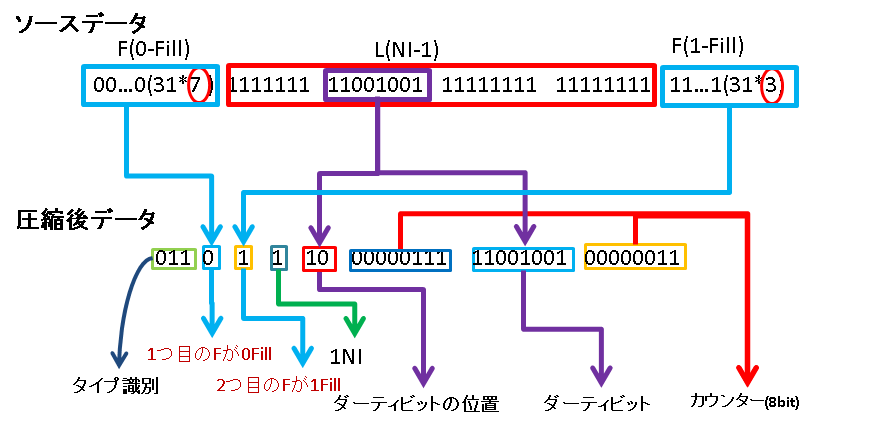 ソースデータ
F(0-Fill) L(NI-1) F(1-Fill)
00...0(31*7) 1111111 11001001 11111111 11111111 11...1(31*3)
圧縮後データ
011 0 1 1 10 00000111 11001001 00000011
1つ目のFが0Fill 1NI
タイプ識別 2つ目のFが1Fill ダーティビットの位置 ダーティビット カウンター(8bit)